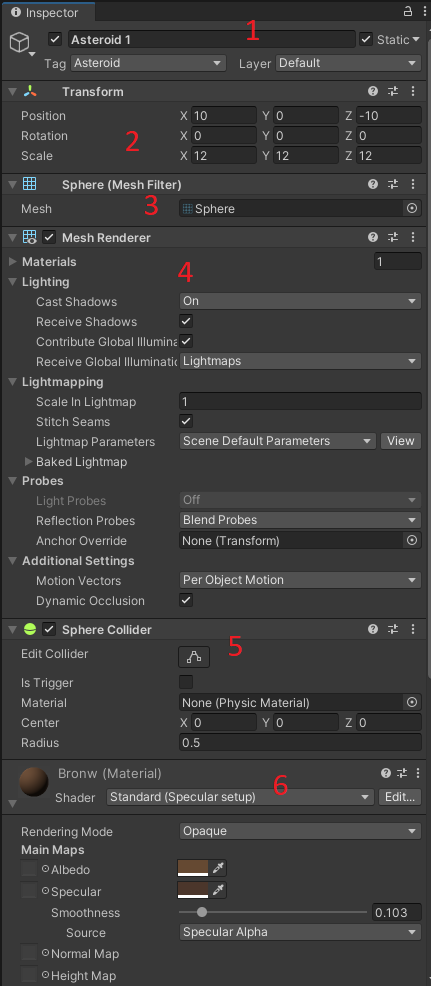 Inspector
Asteroid 1 1 Static
Tag Asteroid Layer Default
Transform
Position X 10 Y 0 Z -10
Rotation X 0 Y 0 Z 0
2
Scale X 12 Y 12 Z 12
Sphere (Mesh Filter)
Mesh 3 Sphere
Mesh Renderer
Materials 1
4
Lighting
Cast Shadows On
Receive Shadows
Contribute Global Illumina
Receive Global Illuminatio Lightmaps
Lightmapping
Scale In Lightmap 1
Stitch Seams
Lightmap Parameters Scene Default Parameters View
Baked Lightmap
Probes
Light Probes Off
Reflection Probes Blend Probes
Anchor Override None (Transform)
Additional Settings
Motion Vectors Per Object Motion
Dynamic Occlusion
Sphere Collider
5
Edit Collider
Is Trigger
Material None (Physic Material)
Center X 0 Y 0 Z 0
Radius 0.5
Bronw (Material)
6
Shader Standard (Specular setup) Edit...
Rendering Mode Opaque
Main Maps
Albedo
Specular
Smoothness 0.103
Source Specular Alpha
Normal Map
Height Map